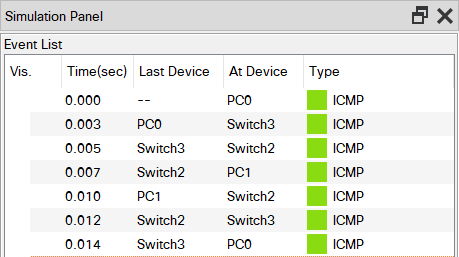 Simulation Panel
Event List
Vis. Time(sec) Last Device At Device Type
0.000 -- PC0 ICMP
0.003 PC0 Switch3 ICMP
0.005 Switch3 Switch2 ICMP
0.007 Switch2 PC1 ICMP
0.010 PC1 Switch2 ICMP
0.012 Switch2 Switch3 ICMP
0.014 Switch3 PC0 ICMP